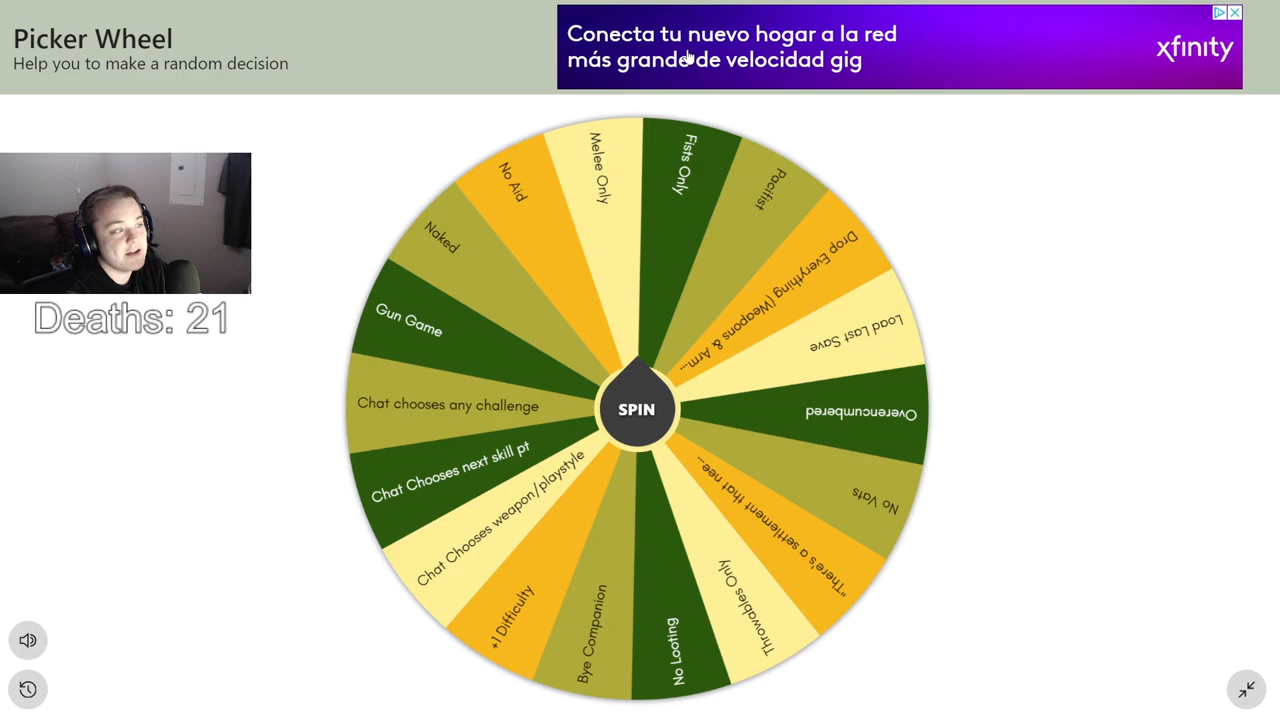 Picker Wheel
Help you to make a random decision
Conecta tu nuevo hogar a la red
más grande de velocidad gig
xfinity
Deaths: 21
Fists Only
Pacifist
Drop Everything (Weapons & Arm...
Load Last Save
Overencumbered
No Vats
"There's a settlement that nee...
Throwables Only
No Looting
Bye Companion
+1 Difficulty
Chat Chooses weapon/playstyle
Chat Chooses next skill pt
Chat chooses any challenge
Gun Game
Naked
No Aid
Melee Only
SPIN